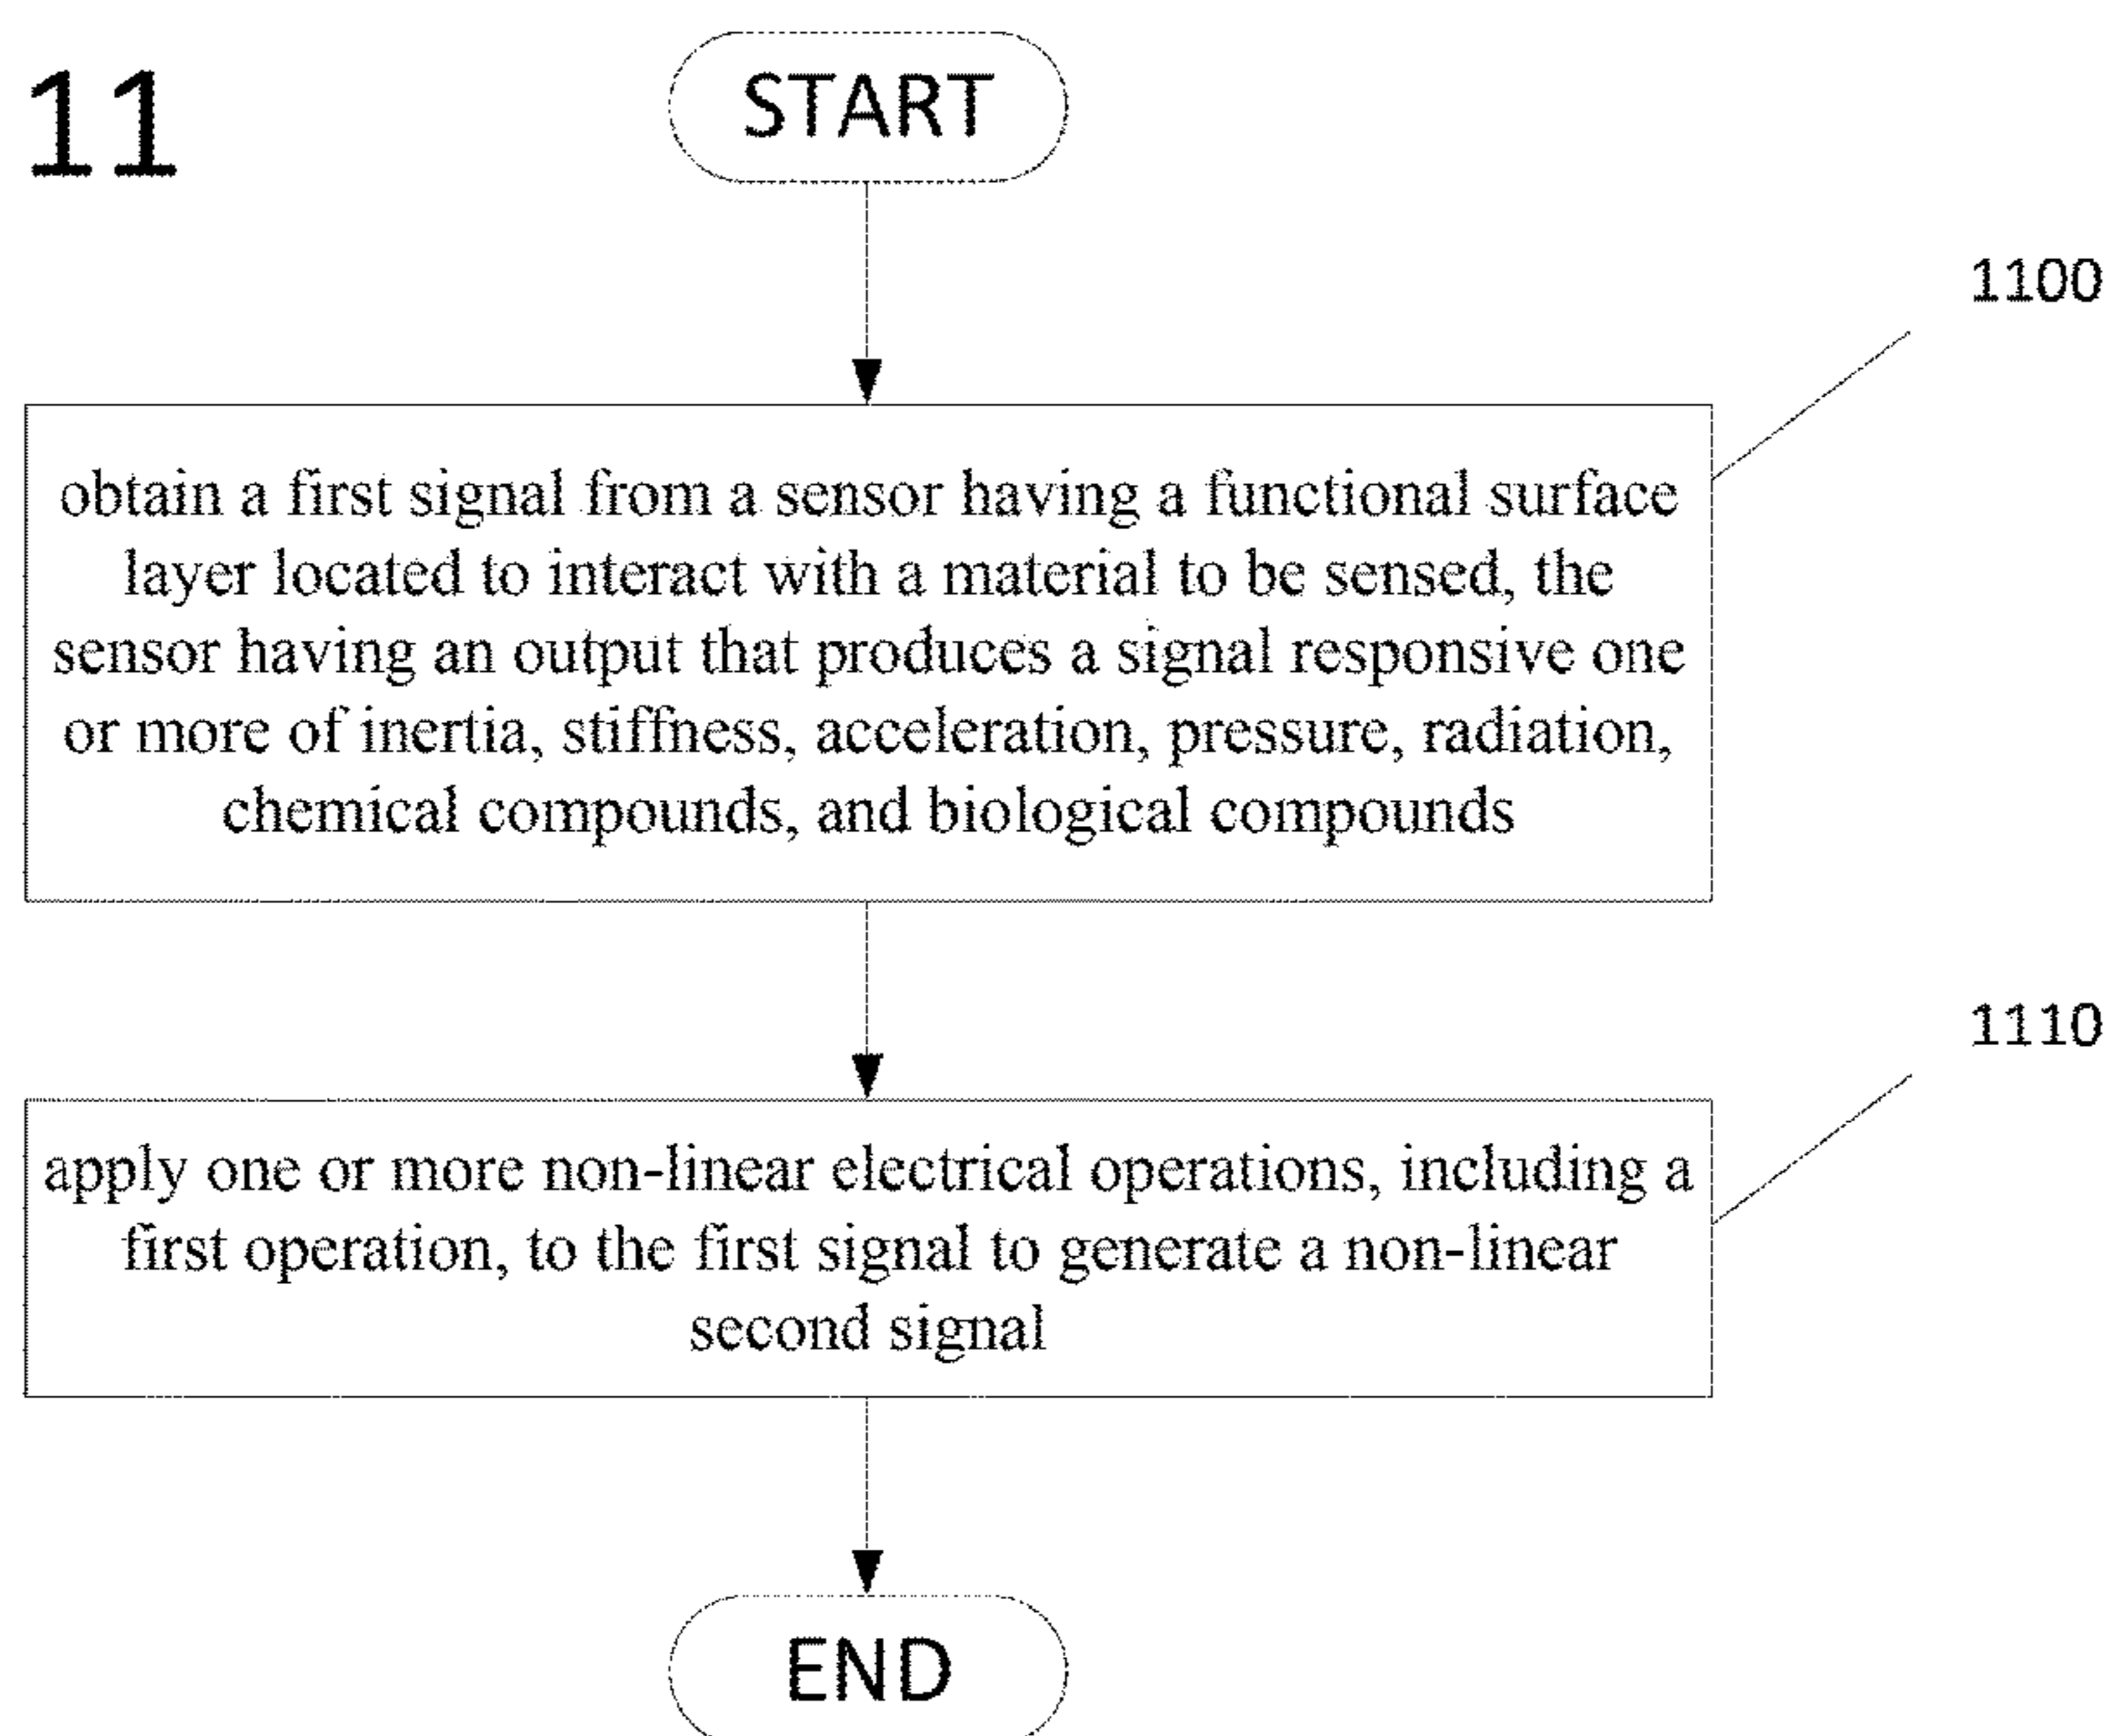 11
START
1100
obtain a first signal from a sensor having a functional surface
layer located to interact with a material to be sensed, the
sensor having an output that produces a signal responsive one
or more of inertia, stiffness, acceleration, pressure, radiation,
chemical compounds, and biological compounds
1110
apply one or more non-linear electrical operations, including a
first operation, to the first signal to generate a non-linear
second signal
END